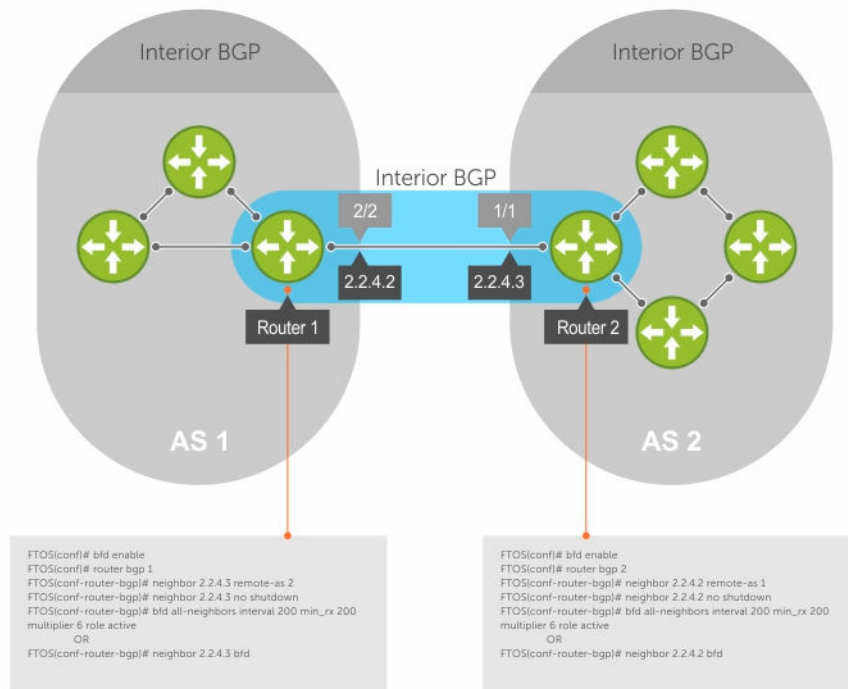 Interior BGP
Interior BGP
Interior BGP
2/2
1/1
2.2.4.2
2.2.4.3
Router 1
Router 2
AS 1
AS 2
FTOS(conf)# bfd enable
FTOS(conf)# router bgp 1
FTOS(conf-router-bgp)# neighbor 2.2.4.3 remote-as 2
FTOS(conf-router-bgp)# neighbor 2.2.4.3 no shutdown
FTOS(conf-router-bgp)# bfd all-neighbors interval 200 min_rx 200
multiplier 6 role active
OR
FTOS(conf-router-bgp)# neighbor 2.2.4.3 bfd
FTOS(conf)# bfd enable
FTOS(conf)# router bgp 2
FTOS(conf-router-bgp)# neighbor 2.2.4.2 remote-as 1
FTOS(conf-router-bgp)# neighbor 2.2.4.2 no shutdown
FTOS(conf-router-bgp)# bfd all-neighbors interval 200 min_rx 200
multiplier 6 role active
OR
FTOS(conf-router-bgp)# neighbor 2.2.4.2 bfd